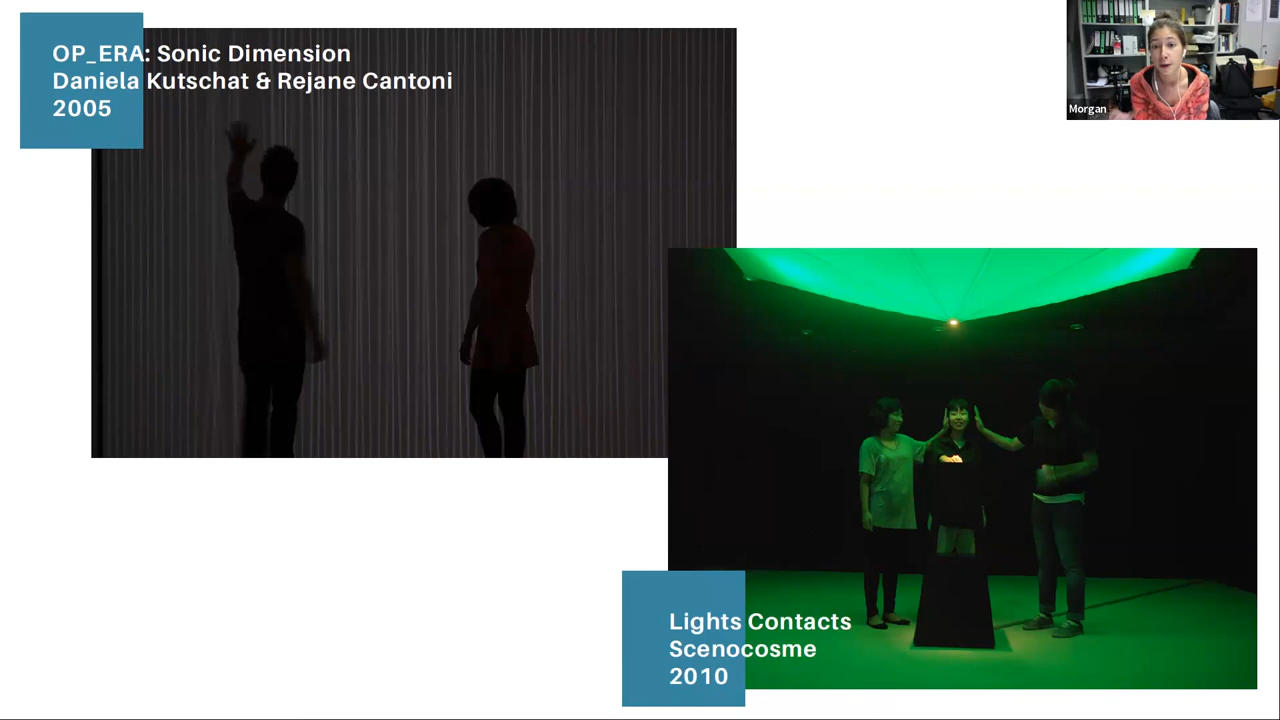 OP_ERA: Sonic Dimension
Daniela Kutschat & Rejane Cantoni
2005
Morgan
Lights Contacts
Scenocosme
2010